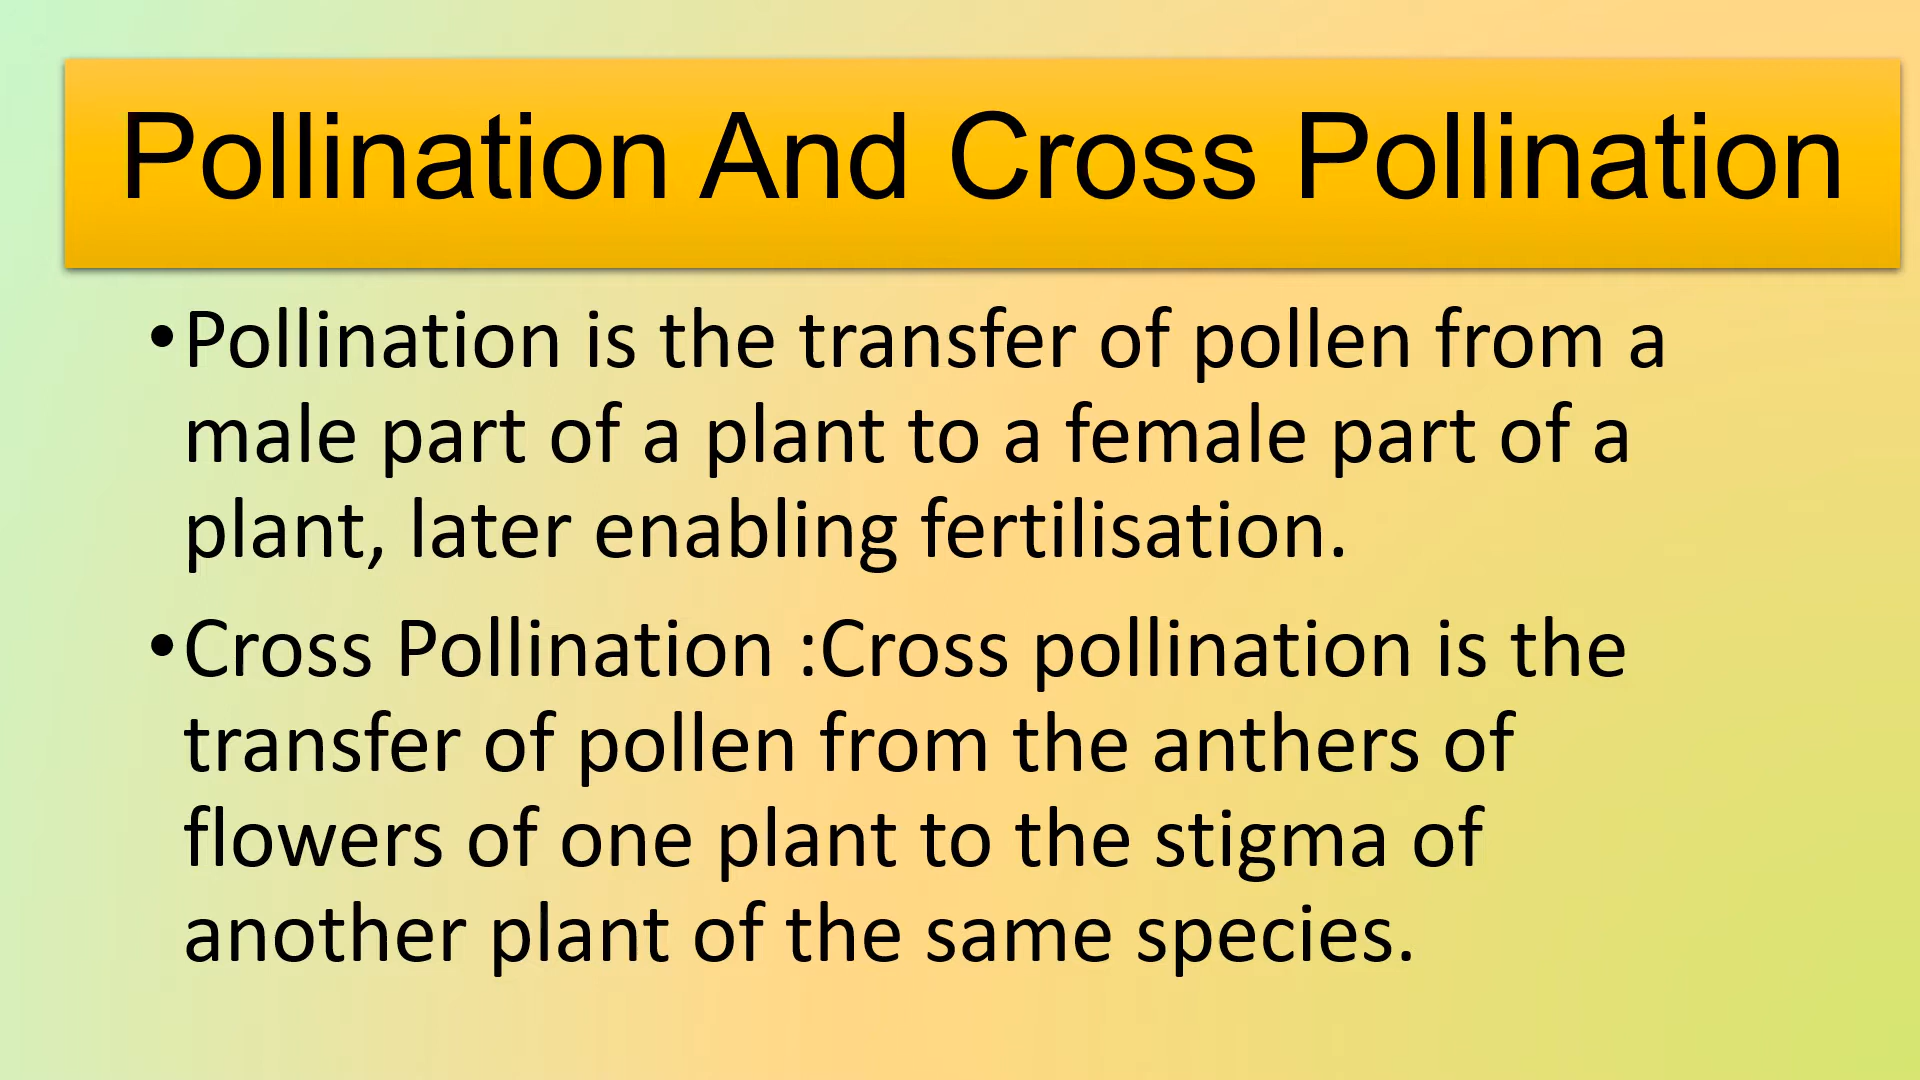 Pollination And Cross Pollination
•Pollination is the transfer of pollen from a
male part of a plant to a female part of a
plant, later enabling fertilisation.
•Cross Pollination :Cross pollination is the
transfer of pollen from the anthers of
flowers of one plant to the stigma of
another plant of the same species.